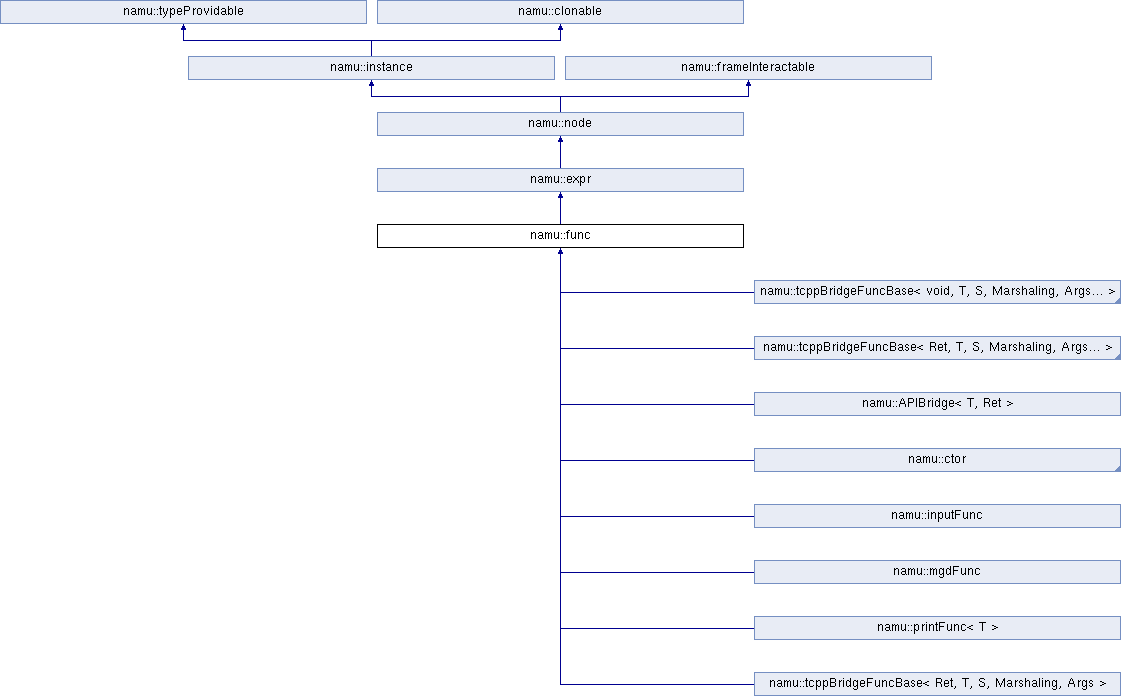 namu::typeProvidable
namu::clonable
namu::instance
namu::frameInteractable
namu::node
namu::expr
namu::func
namu::tcppBridgeFuncBase< void, T, S, Marshaling, Args... >
namu::tcppBridgeFuncBase< Ret, T, S, Marshaling, Args... >
namu::APIBridge< T, Ret >
namu::ctor
namu::inputFunc
namu::mgdFunc
namu::printFunc< T >
namu::tcppBridgeFuncBase< Ret, T, S, Marshaling, Args >